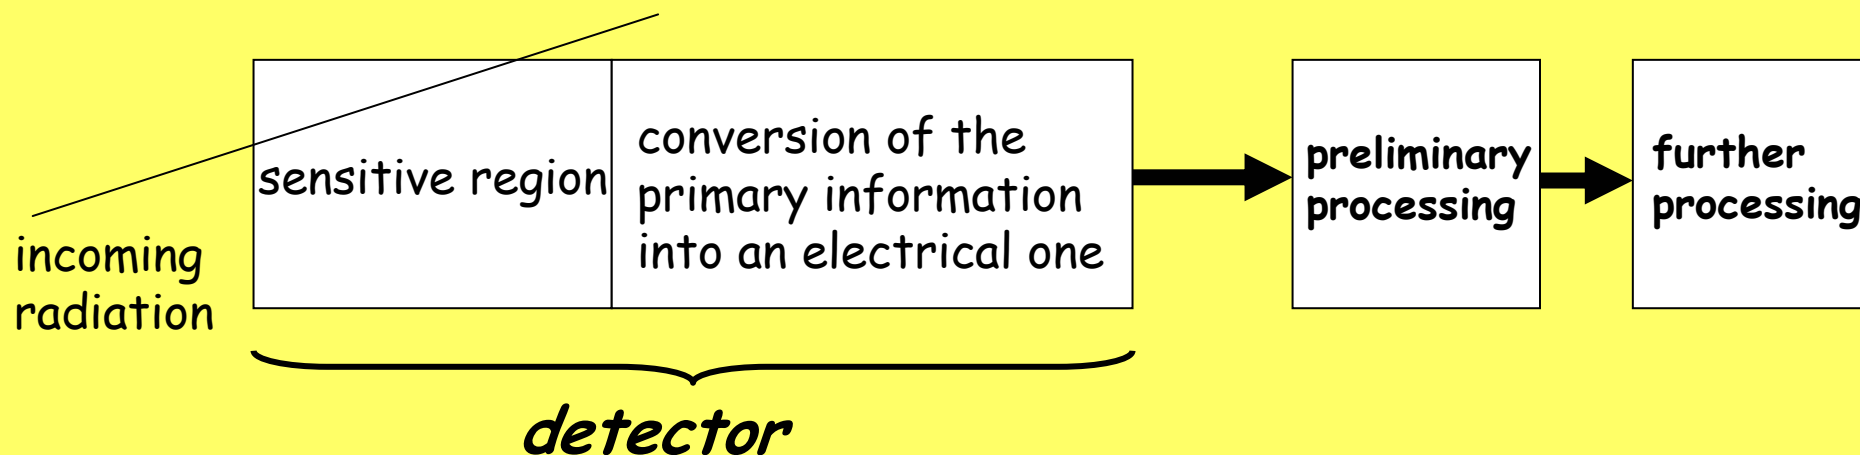 incoming
radiation
sensitive region
conversion of the
primary information
into an electrical one
preliminary
processing
further
processing
detector